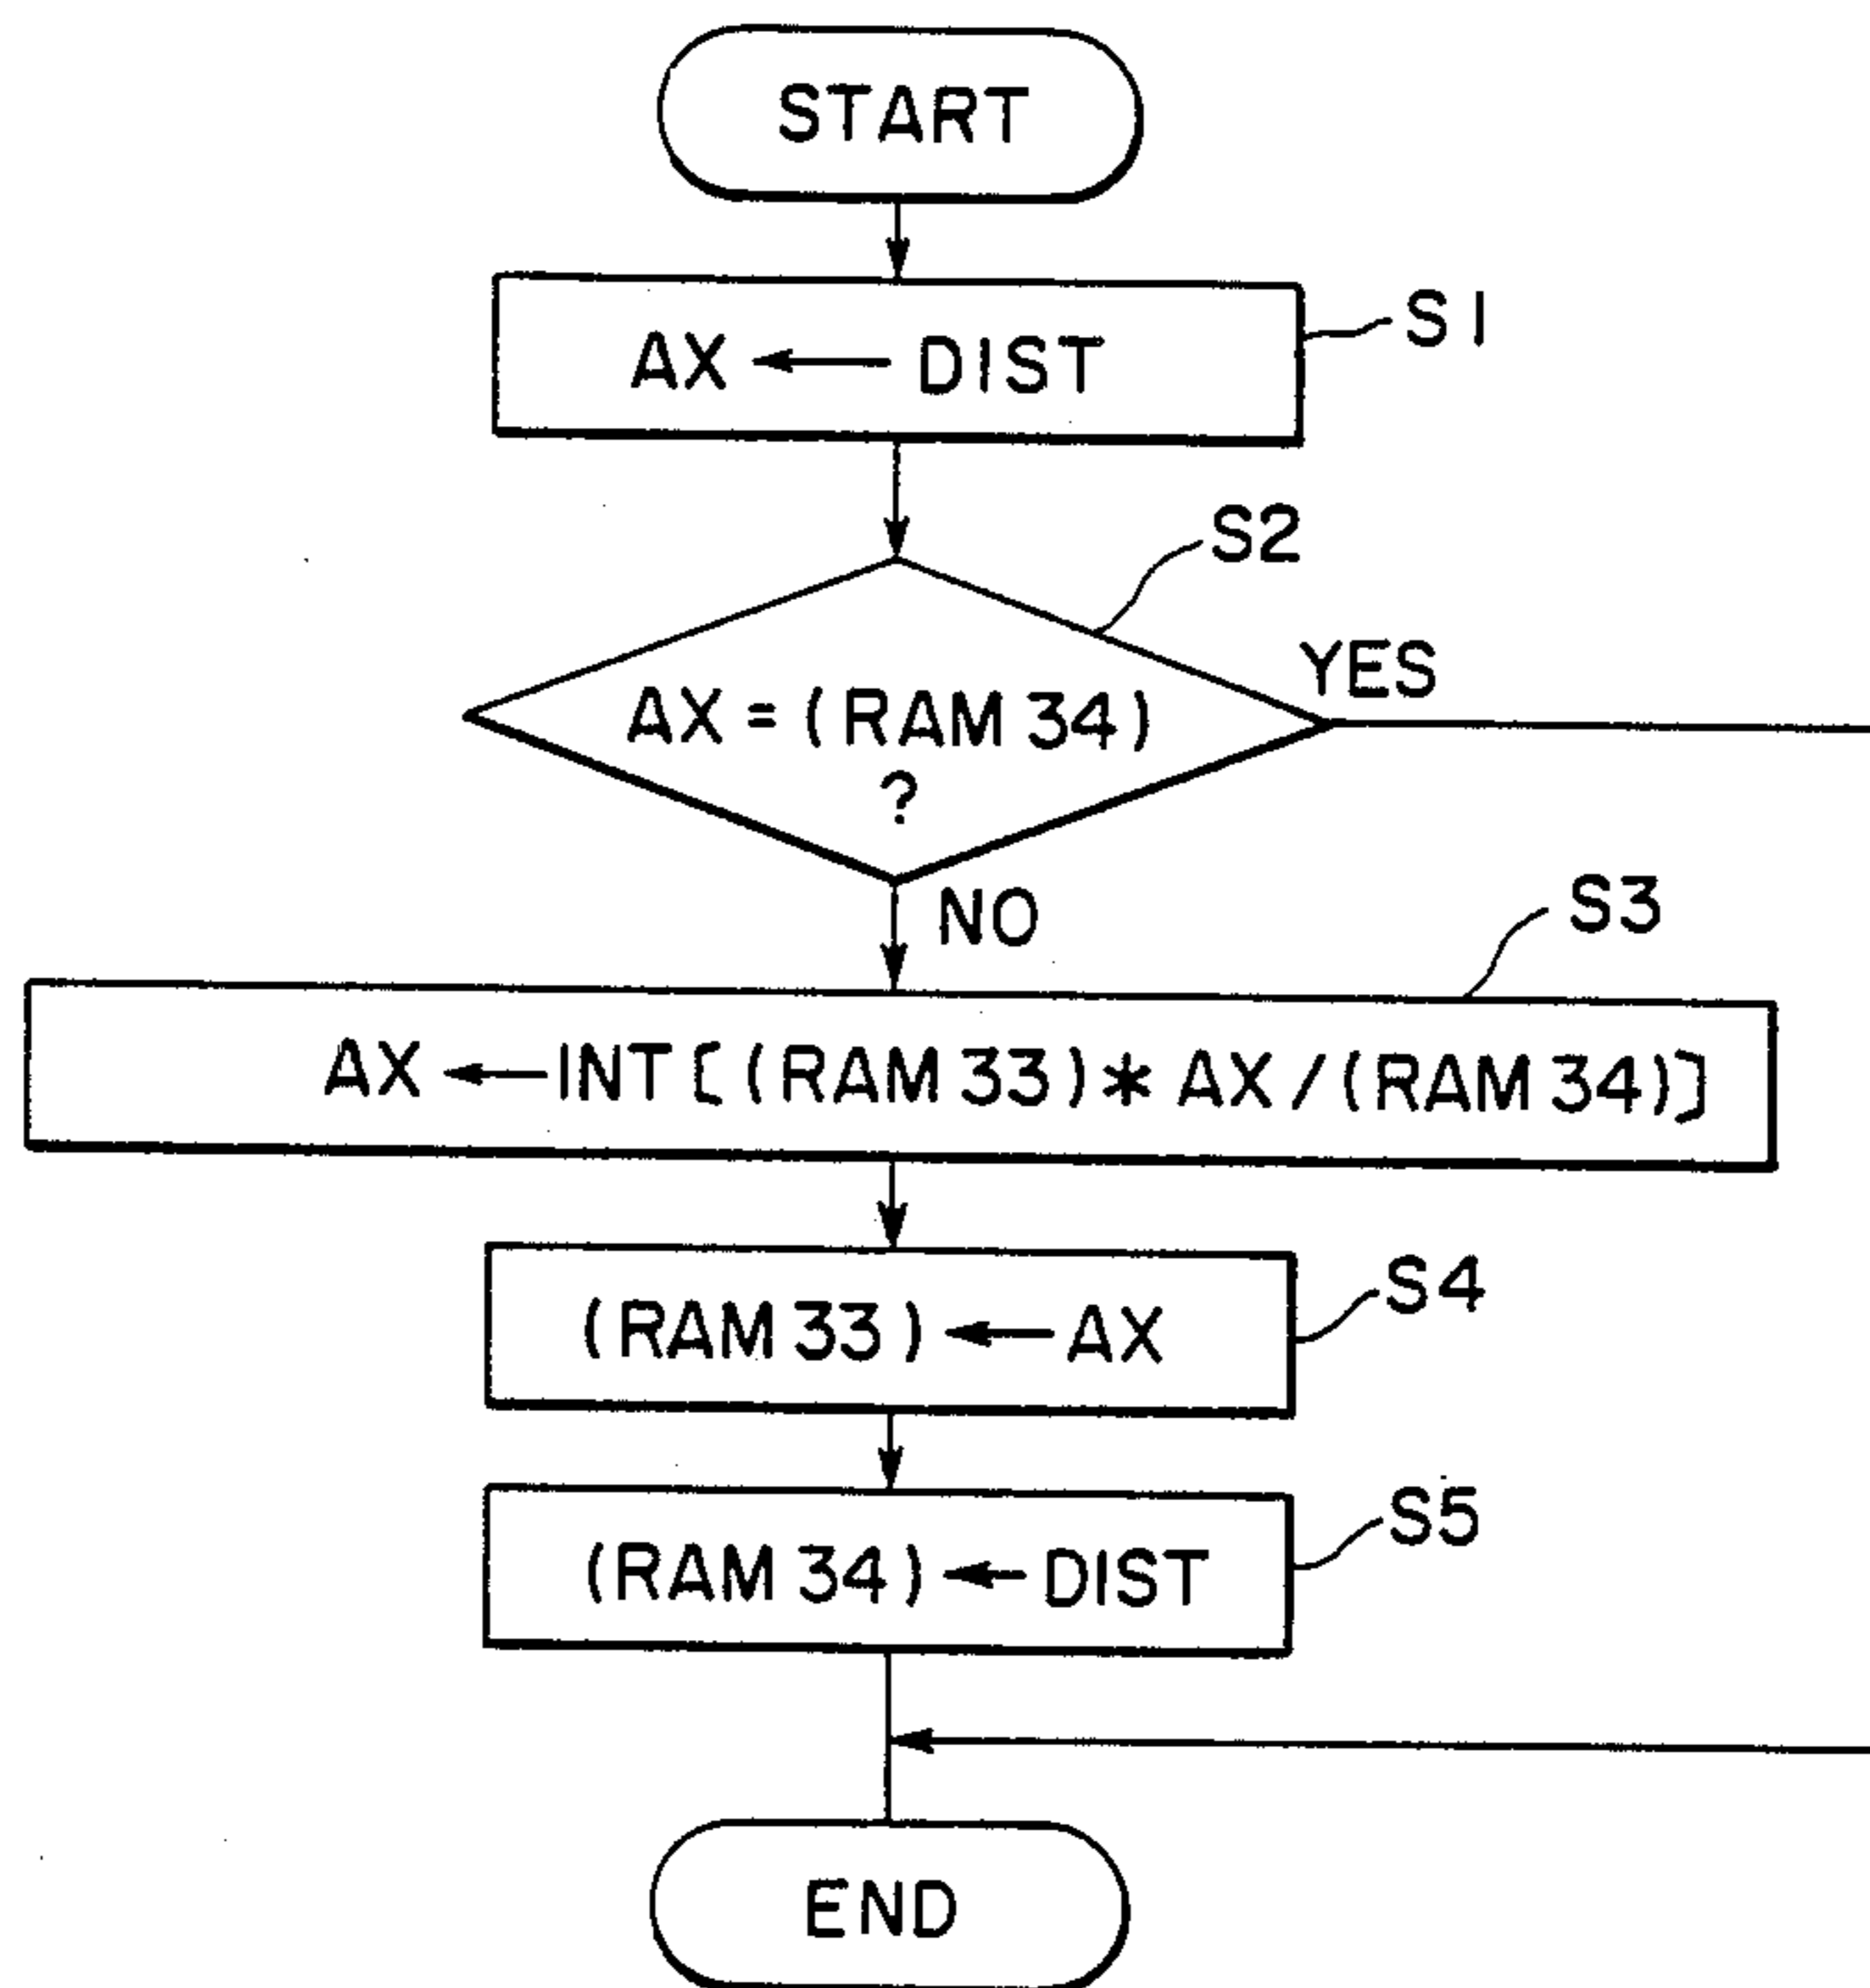 START
AX ← DIST
S1
S2
YES
AX = (RAM 34)
?
NO
S3
AX ← INT [(RAM 33) * AX / (RAM 34)]
(RAM 33) ← AX
S4
(RAM 34) ← DIST
S5
END